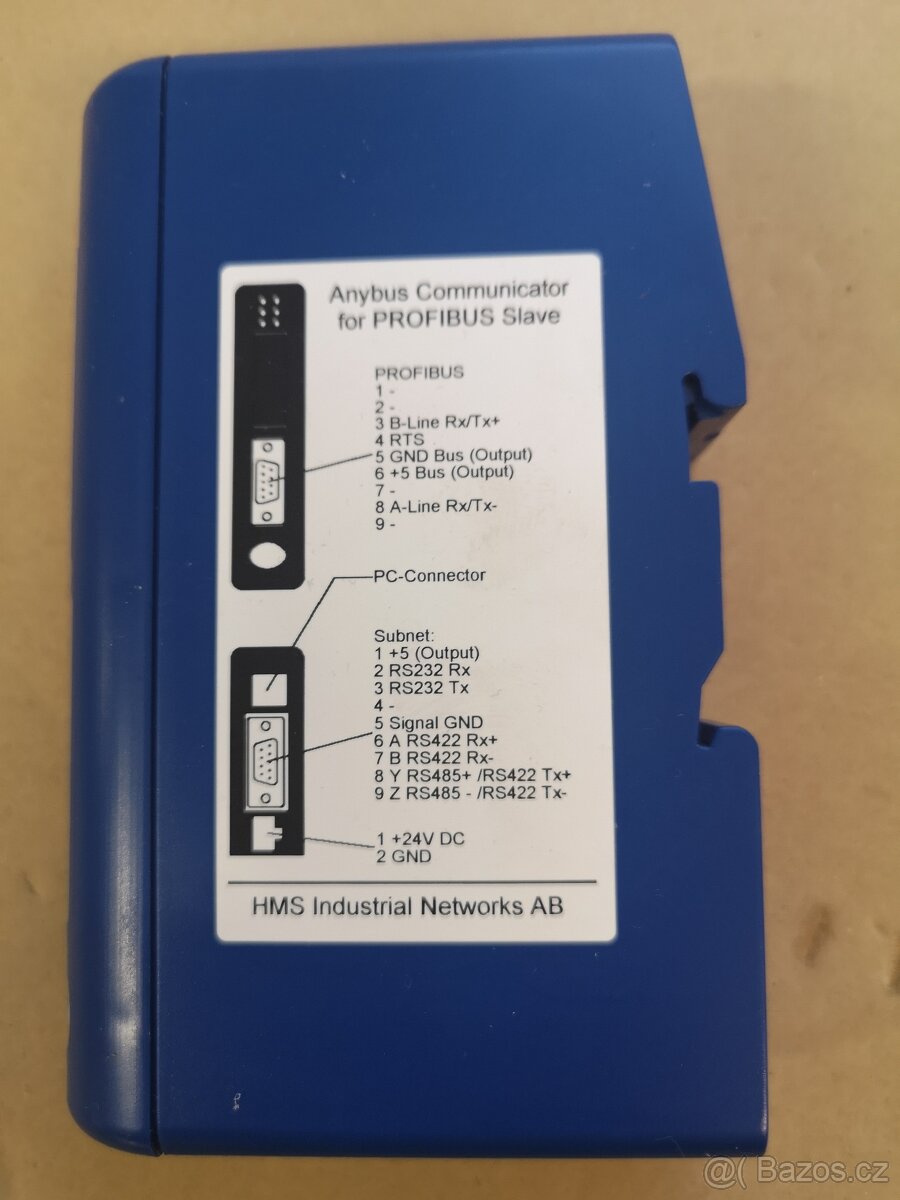 Anybus Communicator
for PROFIBUS Slave
PROFIBUS
1 -
2 -
3 B-Line Rx/Tx+
4 RTS
5 GND Bus (Output)
6 +5 Bus (Output)
7 -
8 A-Line Rx/Tx-
9 -
PC-Connector
Subnet:
1 +5 (Output)
2 RS232 Rx
3 RS232 Tx
4 -
5 Signal GND
6 A RS422 Rx+
7 B RS422 Rx-
8 Y RS485+ /RS422 Tx+
9 Z RS485 - /RS422 Tx-
1 +24V DC
2 GND
HMS Industrial Networks AB
@( Bazos.cz